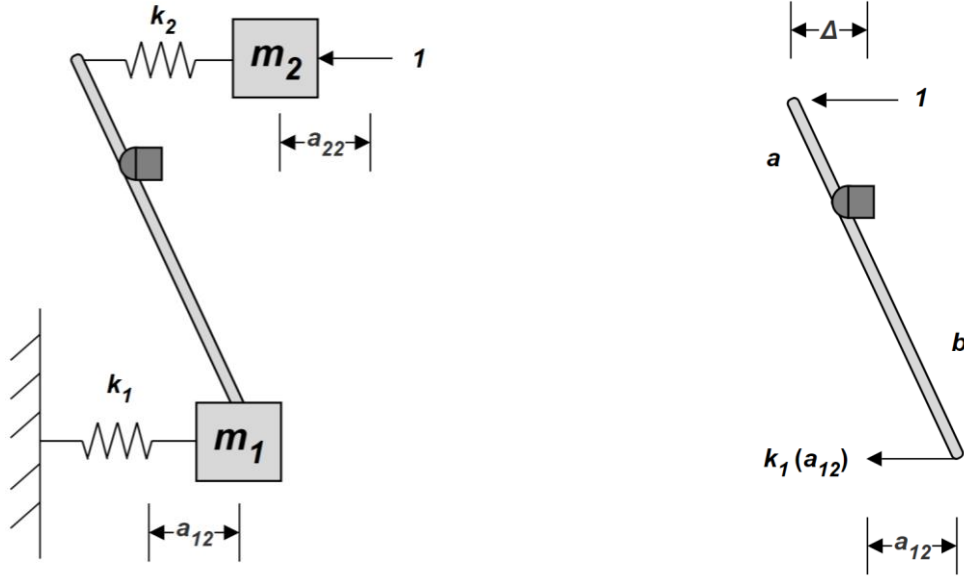 k₂
m₂
1
a₂₂
k₁
m₁
a₁₂
Δ
1
a
b
k₁ (a₁₂)
a₁₂